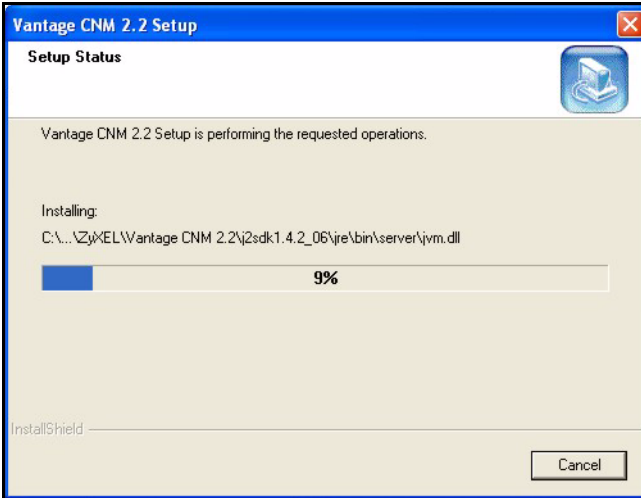 Vantage CNM 2.2 Setup
Setup Status
Vantage CNM 2.2 Setup is performing the requested operations.
Installing:
C:\...\ZyXEL\Vantage CNM 2.2\j2sdk1.4.2_06\jre\bin\server\jvm.dll
9%
InstallShield
Cancel